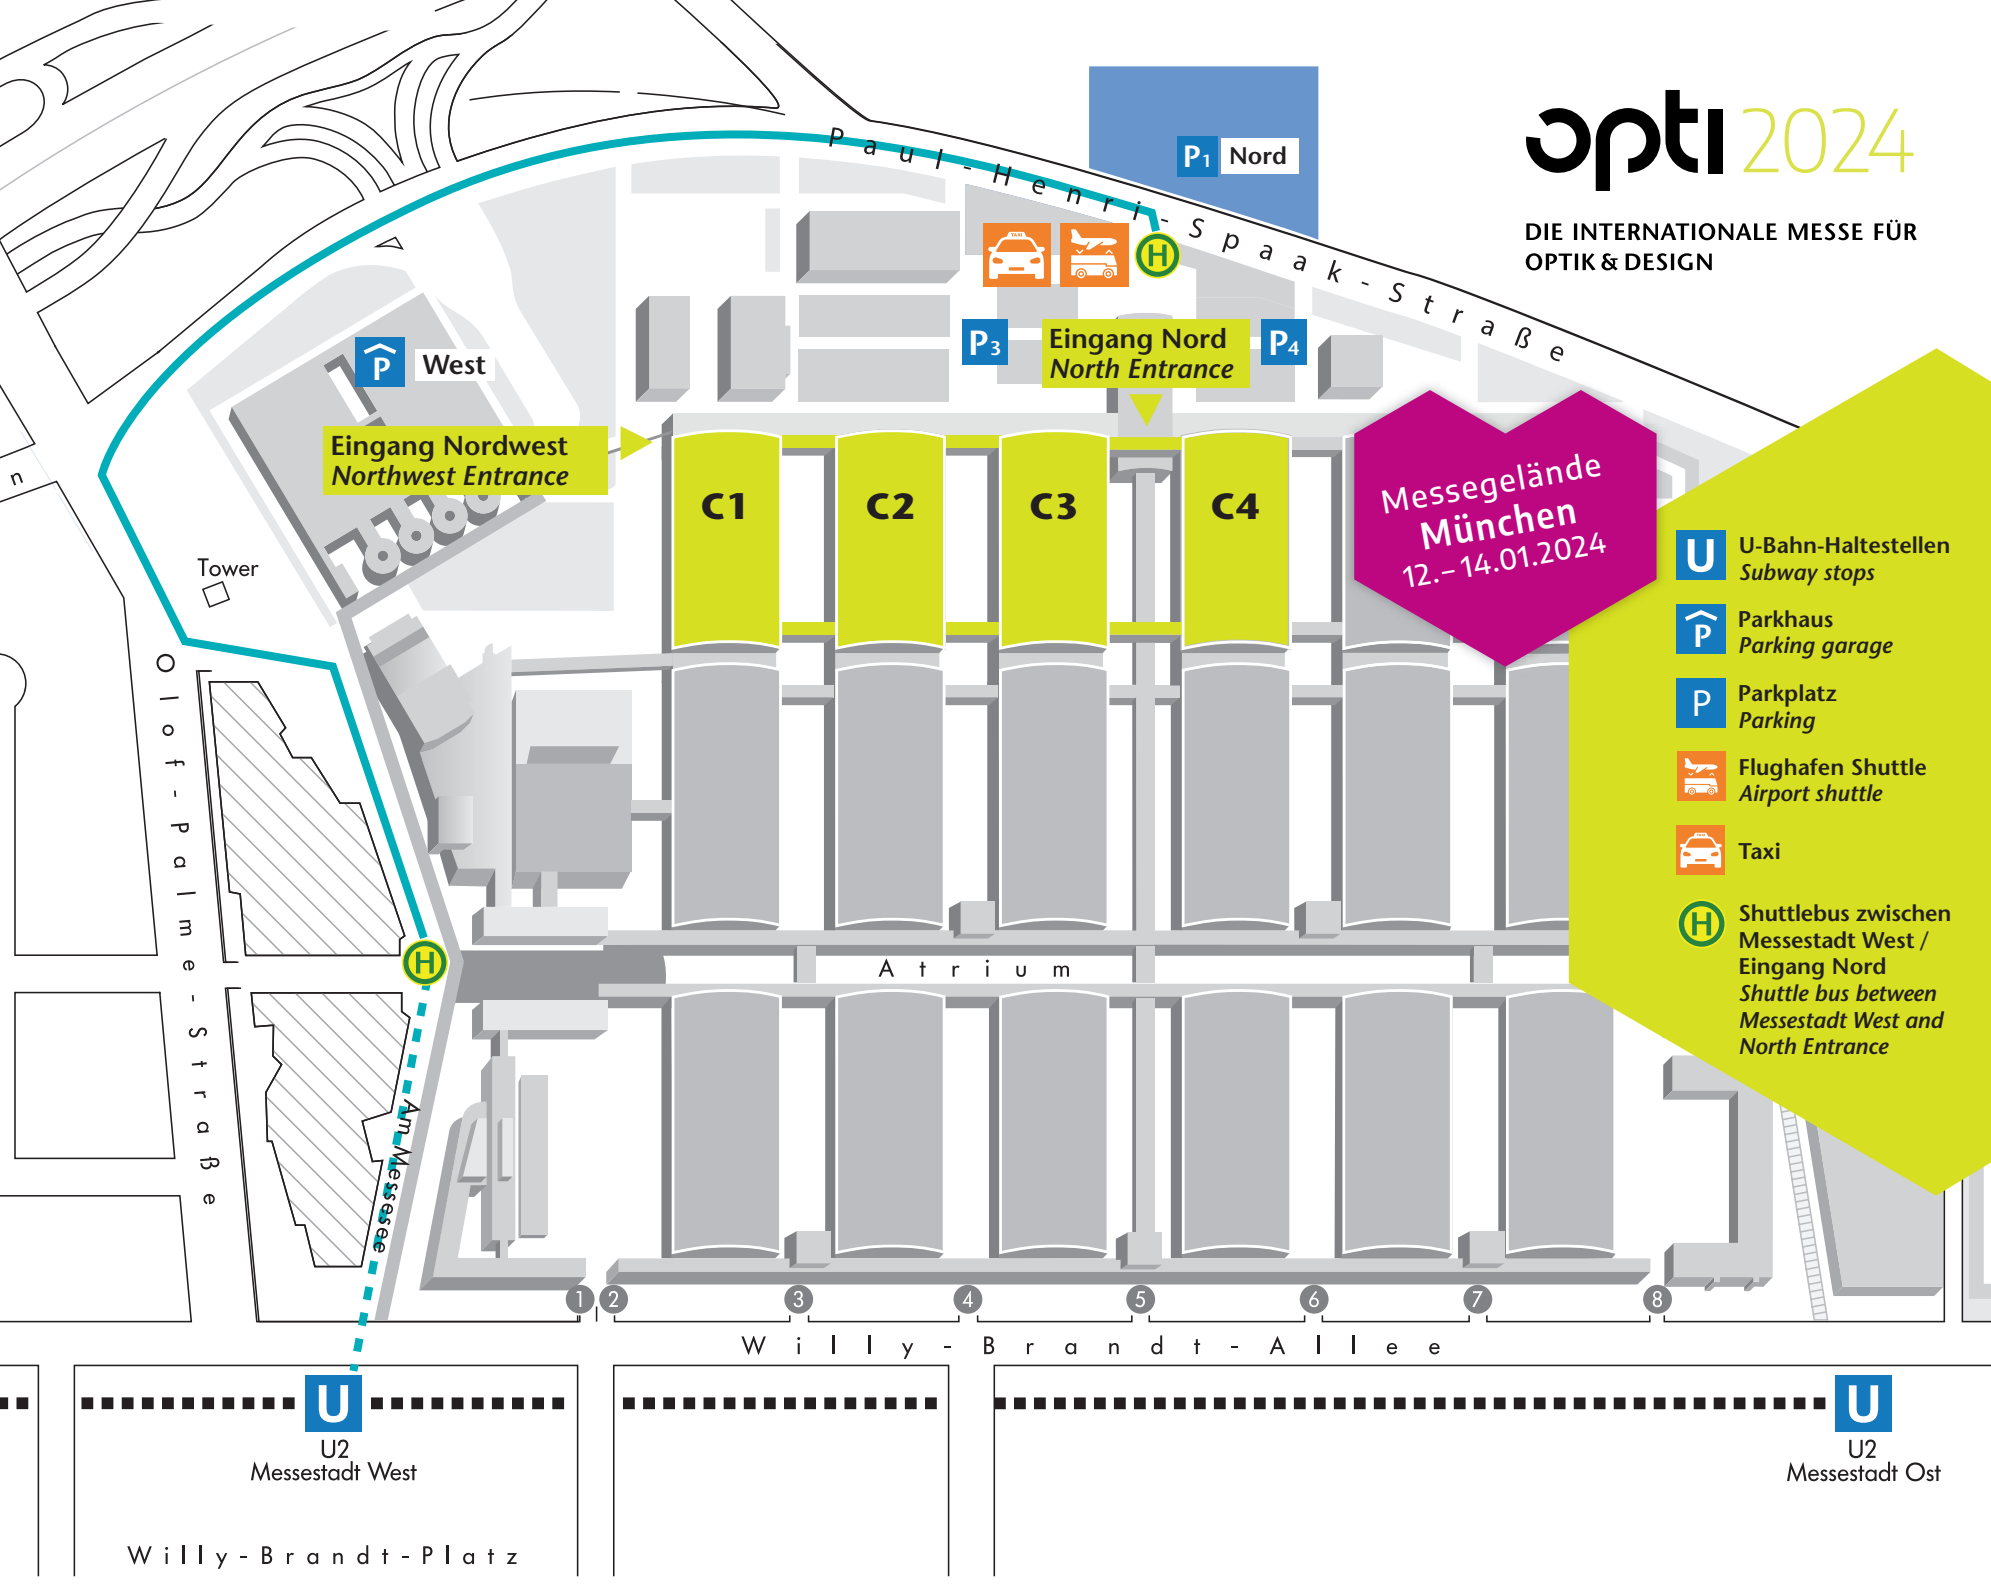 opti 2024
DIE INTERNATIONALE MESSE FÜR
OPTIK & DESIGN
Paul-Henri-Spaak-Straße
P1 Nord
TAXI
H
P West
P3
Eingang Nord
North Entrance
P4
Eingang Nordwest
Northwest Entrance
C1
C2
C3
C4
Messegelände
München
12.–14.01.2024
n
Tower
U
U-Bahn-Haltestellen
Subway stops
P
Parkhaus
Parking garage
P
Parkplatz
Parking
Flughafen Shuttle
Airport shuttle
TAXI
Taxi
H
Shuttlebus zwischen
Messestadt West /
Eingang Nord
Shuttle bus between
Messestadt West and
North Entrance
Olof-Palme-Straße
H
Atrium
Am Messesee
1
2
3
4
5
6
7
8
Willy-Brandt-Allee
U
U2
Messestadt West
U
U2
Messestadt Ost
Willy-Brandt-Platz